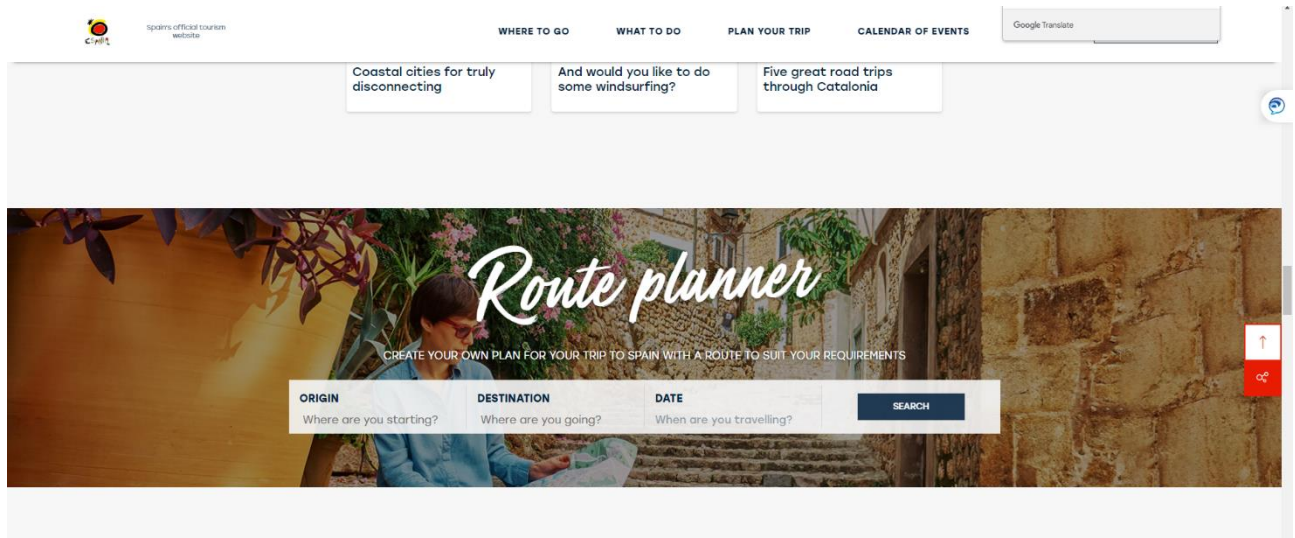 Spain's official tourism
website
WHERE TO GO
WHAT TO DO
PLAN YOUR TRIP
CALENDAR OF EVENTS
Google Translate
Coastal cities for truly
disconnecting
And would you like to do
some windsurfing?
Five great road trips
through Catalonia
Route planner
CREATE YOUR OWN PLAN FOR YOUR TRIP TO SPAIN WITH A ROUTE TO SUIT YOUR REQUIREMENTS
ORIGIN
Where are you starting?
DESTINATION
Where are you going?
DATE
When are you travelling?
SEARCH